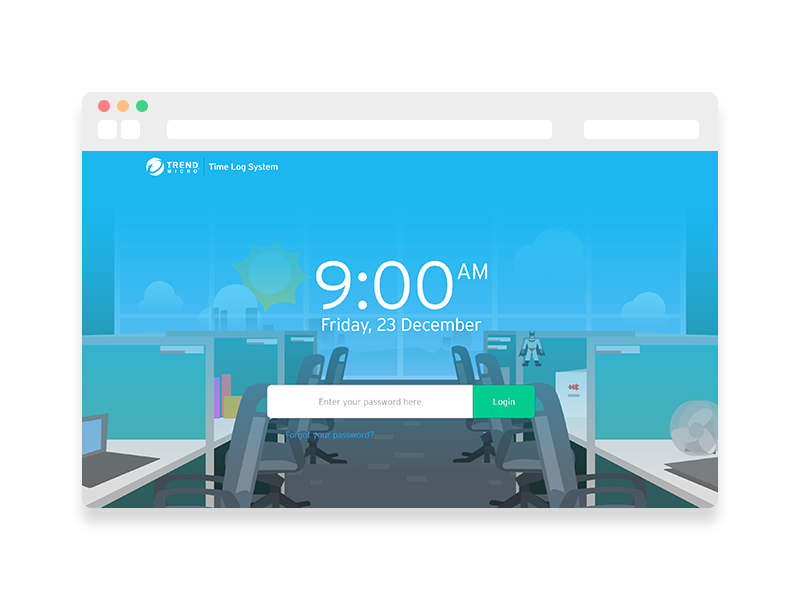 TREND MICRO
Time Log System
9:00 AM
Friday, 23 December
Enter your password here
Login
Forgot your password?